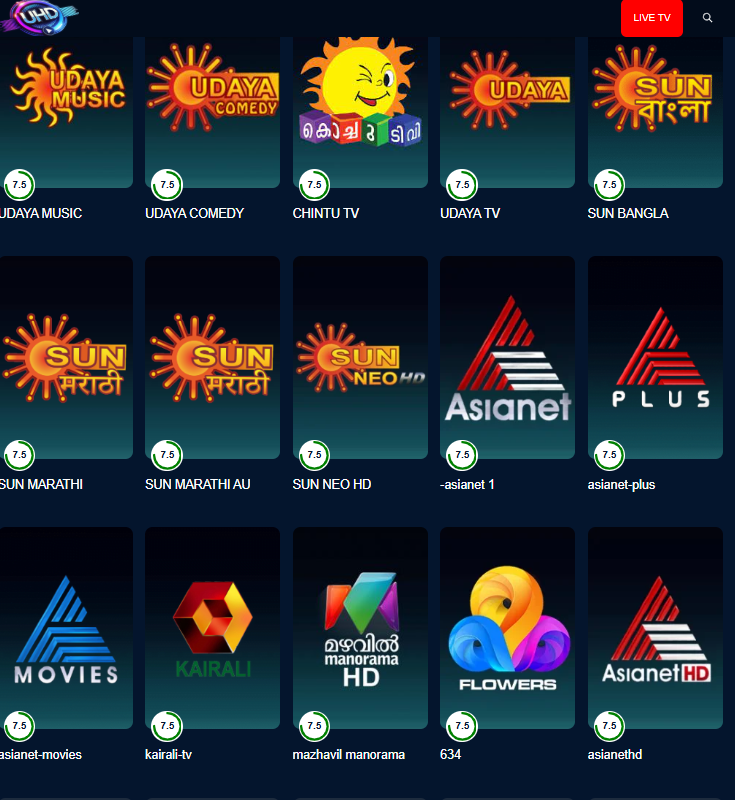 UHD
LIVE TV
UDAYA
MUSIC
UDAYA
COMEDY
കൊച്ചു ടിവി
UDAYA
SUN
বাংলা
7.5
7.5
7.5
7.5
7.5
UDAYA MUSIC
UDAYA COMEDY
CHINTU TV
UDAYA TV
SUN BANGLA
SUN
मराठी
SUN
मराठी
SUN
NEO HD
Asianet
PLUS
7.5
7.5
7.5
7.5
7.5
SUN MARATHI
SUN MARATHI AU
SUN NEO HD
-asianet 1
asianet-plus
MOVIES
KAIRALI
മഴവിൽ
manorama
HD
FLOWERS
Asianet HD
7.5
7.5
7.5
7.5
7.5
asianet-movies
kairali-tv
mazhavil manorama
634
asianethd